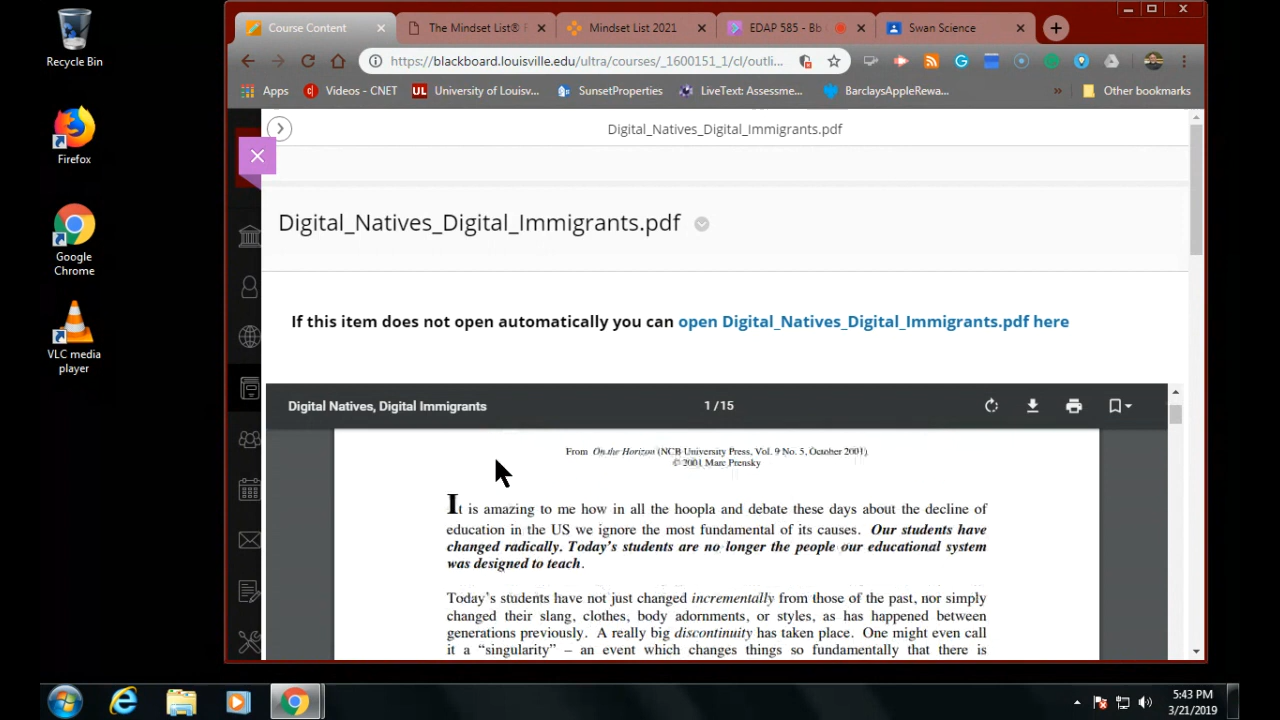 Recycle Bin
Firefox
Google
Chrome
VLC media
player
Course Content
The Mindset List® F
Mindset List 2021
EDAP 585 - Bb
Swan Science
https://blackboard.louisville.edu/ultra/courses/_1600151_1/cl/outli...
Apps
Videos - CNET
UL University of Louisv...
SunsetProperties
LiveText: Assessme...
BarclaysAppleRewa...
»
Other bookmarks
Digital_Natives_Digital_Immigrants.pdf
Digital_Natives_Digital_Immigrants.pdf
If this item does not open automatically you can open Digital_Natives_Digital_Immigrants.pdf here
Digital Natives, Digital Immigrants
1 / 15
From On the Horizon (NCB University Press, Vol. 9 No. 5, October 2001)
© 2001 Marc Prensky
It is amazing to me how in all the hoopla and debate these days about the decline of
education in the US we ignore the most fundamental of its causes. Our students have
changed radically. Today's students are no longer the people our educational system
was designed to teach.
Today's students have not just changed incrementally from those of the past, nor simply
changed their slang, clothes, body adornments, or styles, as has happened between
generations previously. A really big discontinuity has taken place. One might even call
it a "singularity" – an event which changes things so fundamentally that there is
5:43 PM
3/21/2019